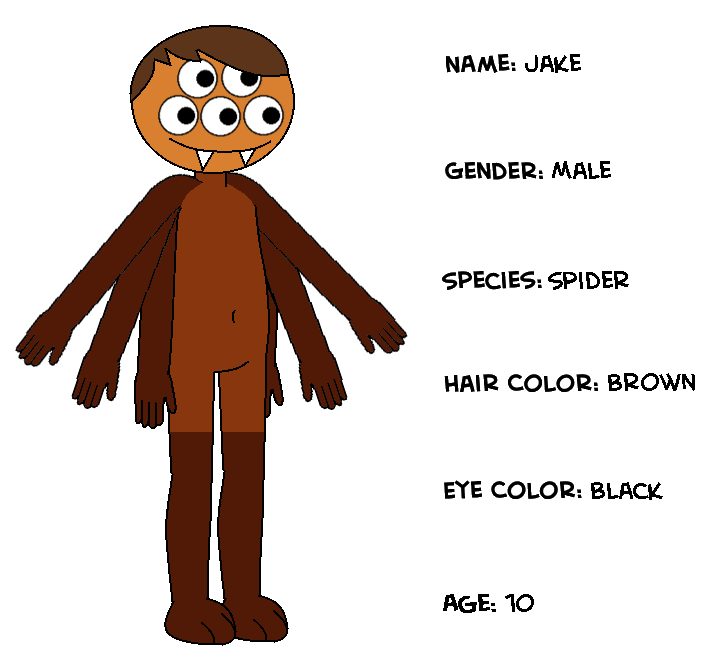 NAME: JAKE
GENDER: MALE
SPECIES: SPIDER
HAIR COLOR: BROWN
EYE COLOR: BLACK
AGE: 10